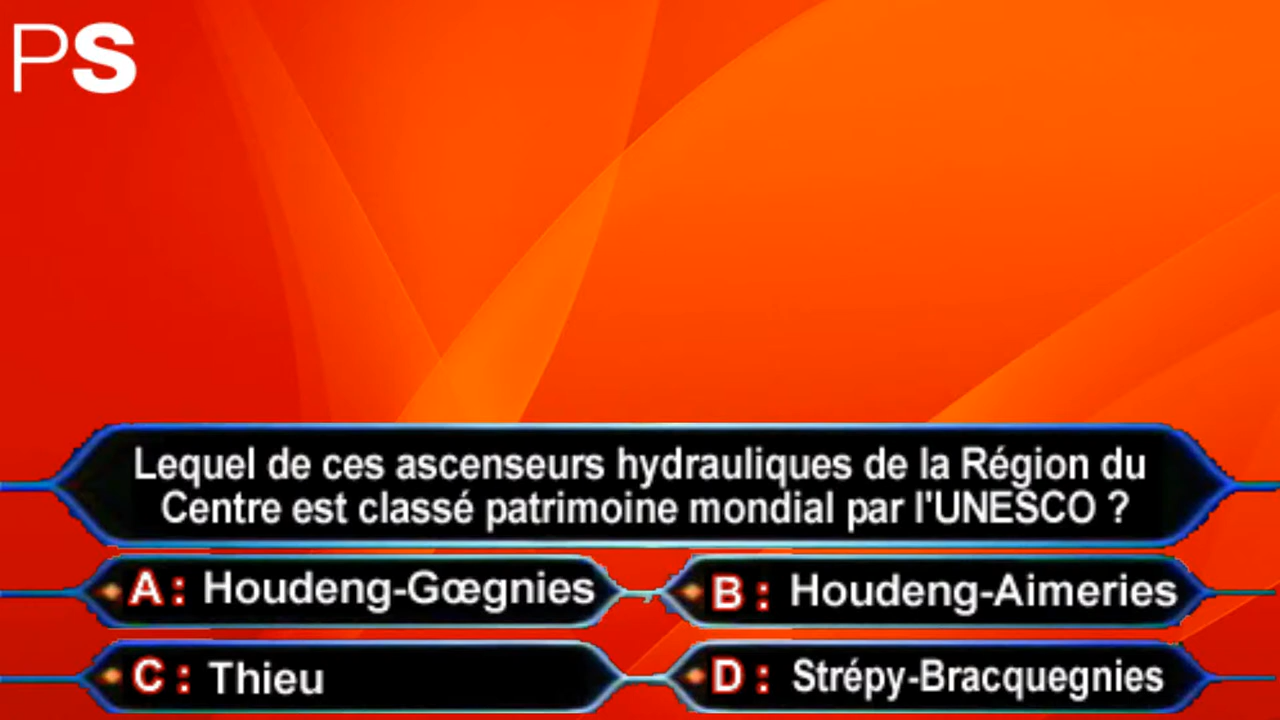 PS
Lequel de ces ascenseurs hydrauliques de la Région du
Centre est classé patrimoine mondial par l'UNESCO ?
A : Houdeng-Gœgnies
B : Houdeng-Aimeries
C : Thieu
D : Strépy-Bracquegnies